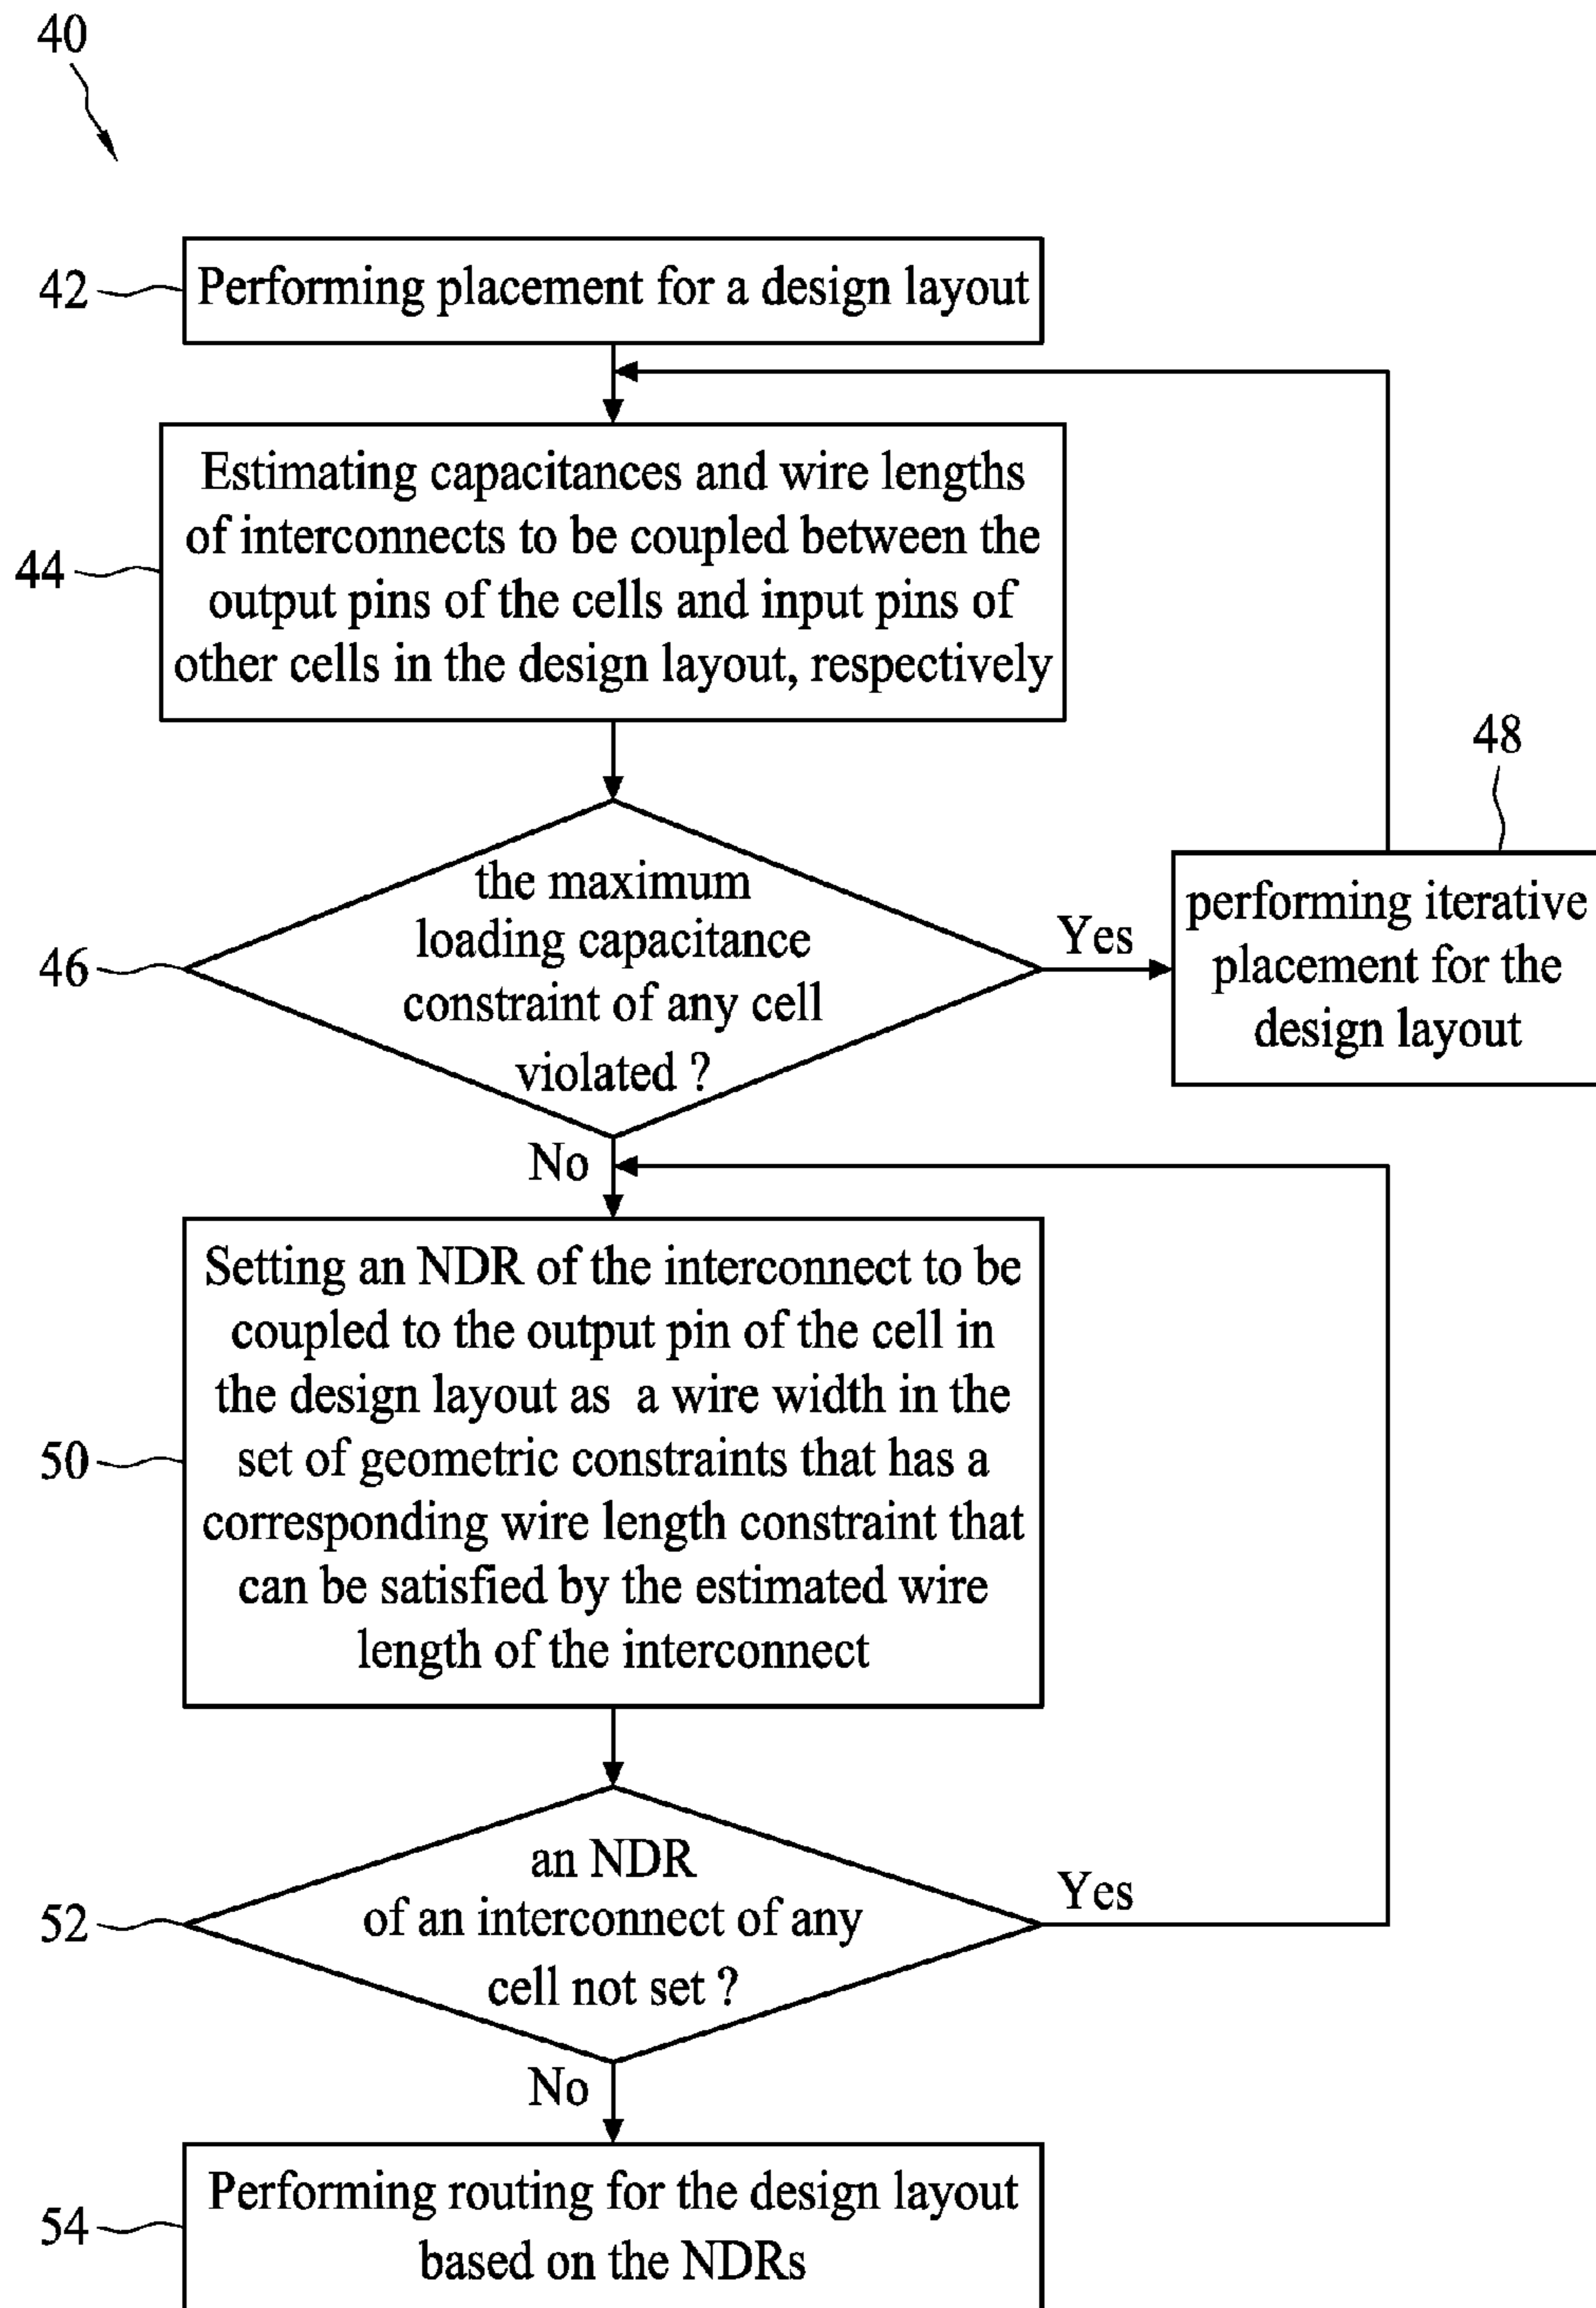 40
42
Performing placement for a design layout
44
Estimating capacitances and wire lengths
of interconnects to be coupled between the
output pins of the cells and input pins of
other cells in the design layout, respectively
46
the maximum
loading capacitance
constraint of any cell
violated ?
Yes
48
performing iterative
placement for the
design layout
No
50
Setting an NDR of the interconnect to be
coupled to the output pin of the cell in
the design layout as a wire width in the
set of geometric constraints that has a
corresponding wire length constraint that
can be satisfied by the estimated wire
length of the interconnect
52
an NDR
of an interconnect of any
cell not set ?
Yes
No
54
Performing routing for the design layout
based on the NDRs